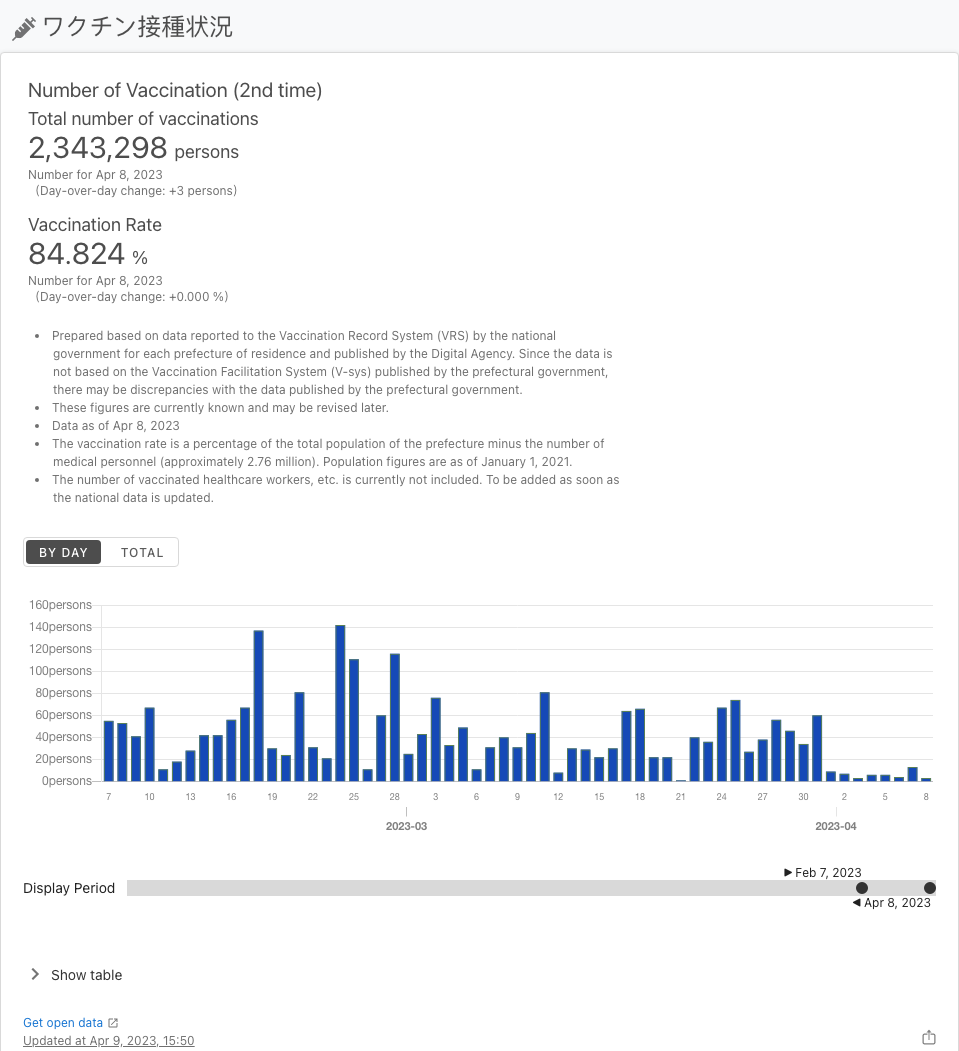 ワクチン接種状況
Number of Vaccination (2nd time)
Total number of vaccinations
2,343,298 persons
Number for Apr 8, 2023
(Day-over-day change: +3 persons)
Vaccination Rate
84.824 %
Number for Apr 8, 2023
(Day-over-day change: +0.000 %)
• Prepared based on data reported to the Vaccination Record System (VRS) by the national
government for each prefecture of residence and published by the Digital Agency. Since the data is
not based on the Vaccination Facilitation System (V-sys) published by the prefectural government,
there may be discrepancies with the data published by the prefectural government.
• These figures are currently known and may be revised later.
• Data as of Apr 8, 2023
• The vaccination rate is a percentage of the total population of the prefecture minus the number of
medical personnel (approximately 2.76 million). Population figures are as of January 1, 2021.
• The number of vaccinated healthcare workers, etc. is currently not included. To be added as soon as
the national data is updated.
BY DAY TOTAL
160persons
140persons
120persons
100persons
80persons
60persons
40persons
20persons
0persons
7 10 13 16 19 22 25 28 3 6 9 12 15 18 21 24 27 30 2 5 8
2023-03 2023-04
Feb 7, 2023
Display Period
Apr 8, 2023
Show table
Get open data
Updated at Apr 9, 2023, 15:50